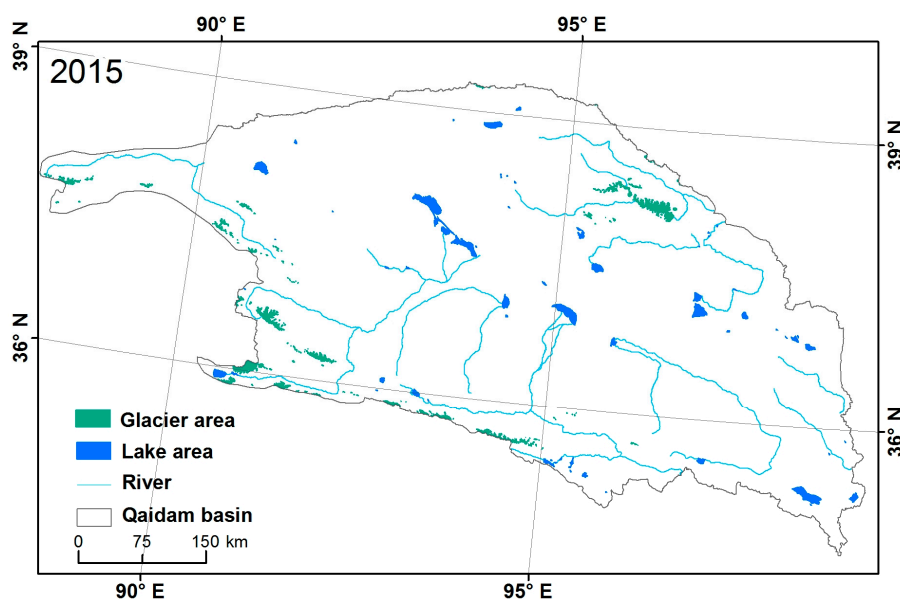 90° E 95° E
39° N
2015
39° N
36° N
36° N
Glacier area
Lake area
River
Qaidam basin
0 75 150 km
90° E 95° E